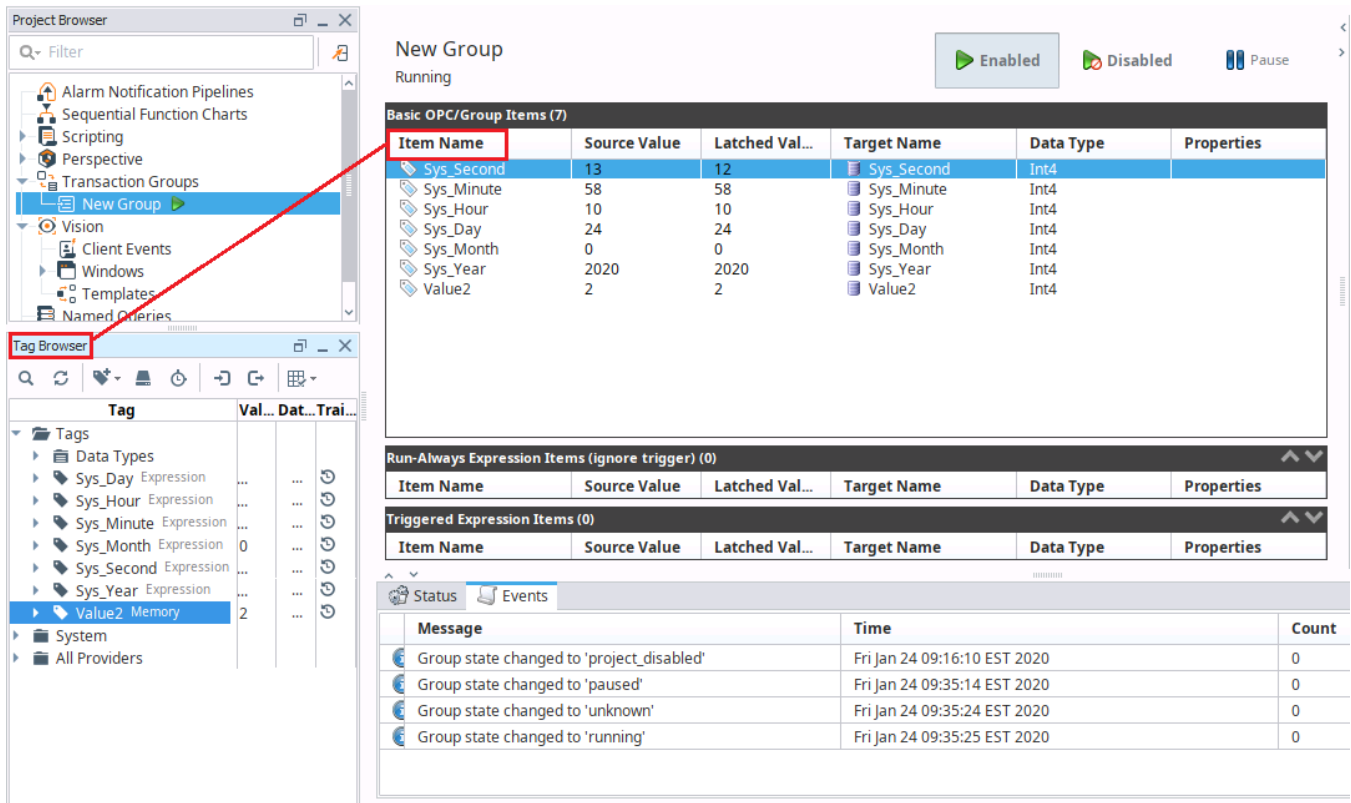 Project Browser
Filter
Alarm Notification Pipelines
Sequential Function Charts
Scripting
Perspective
Transaction Groups
New Group
Vision
Client Events
Windows
Templates
Named Queries
Tag Browser
Tag Val... Dat... Trai...
Tags
Data Types
Sys_Day Expression ... ...
Sys_Hour Expression ... ...
Sys_Minute Expression ... ...
Sys_Month Expression 0 ...
Sys_Second Expression ... ...
Sys_Year Expression ... ...
Value2 Memory 2 ...
System
All Providers
New Group
Running
Enabled Disabled Pause
Basic OPC/Group Items (7)
Item Name Source Value Latched Val... Target Name Data Type Properties
Sys_Second 13 12 Sys_Second Int4
Sys_Minute 58 58 Sys_Minute Int4
Sys_Hour 10 10 Sys_Hour Int4
Sys_Day 24 24 Sys_Day Int4
Sys_Month 0 0 Sys_Month Int4
Sys_Year 2020 2020 Sys_Year Int4
Value2 2 2 Value2 Int4
Run-Always Expression Items (ignore trigger) (0)
Item Name Source Value Latched Val... Target Name Data Type Properties
Triggered Expression Items (0)
Item Name Source Value Latched Val... Target Name Data Type Properties
Status Events
Message Time Count
Group state changed to 'project_disabled' Fri Jan 24 09:16:10 EST 2020 0
Group state changed to 'paused' Fri Jan 24 09:35:14 EST 2020 0
Group state changed to 'unknown' Fri Jan 24 09:35:24 EST 2020 0
Group state changed to 'running' Fri Jan 24 09:35:25 EST 2020 0